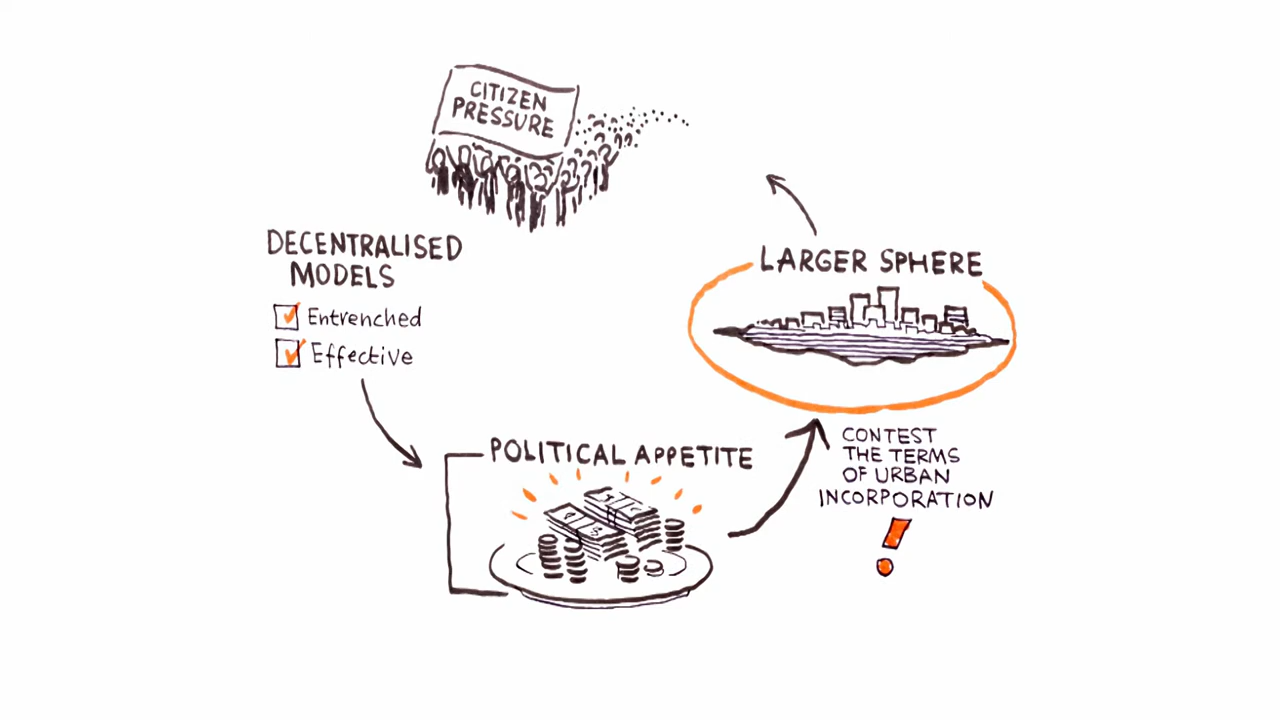 CITIZEN
PRESSURE
DECENTRALISED
MODELS
Entrenched
Effective
LARGER SPHERE
POLITICAL APPETITE
CONTEST
THE TERMS
OF URBAN
INCORPORATION
!